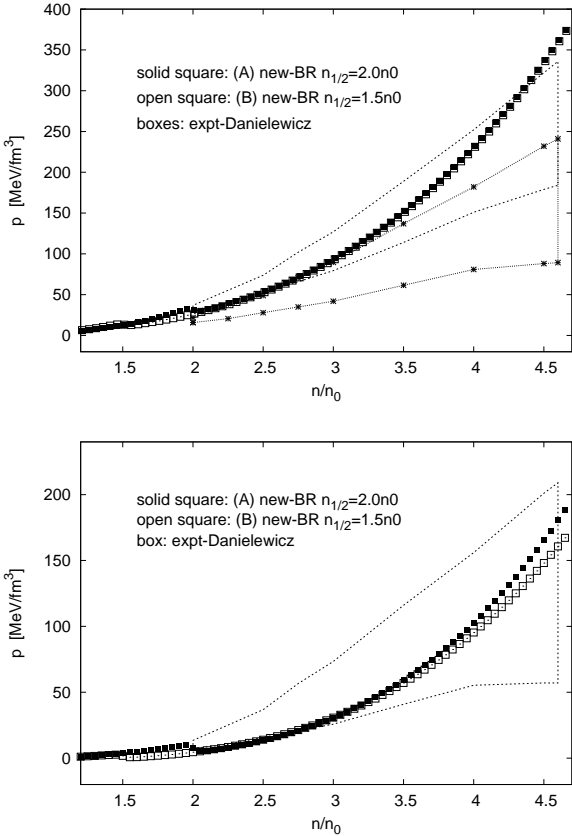 400
350
300
250
200
150
100
50
0
p [MeV/fm³]
solid square: (A) new-BR n₁/₂=2.0n0
open square: (B) new-BR n₁/₂=1.5n0
boxes: expt-Danielewicz
1.5 2 2.5 3 3.5 4 4.5
n/n₀
200
150
100
50
0
p [MeV/fm³]
solid square: (A) new-BR n₁/₂=2.0n0
open square: (B) new-BR n₁/₂=1.5n0
box: expt-Danielewicz
1.5 2 2.5 3 3.5 4 4.5
n/n₀